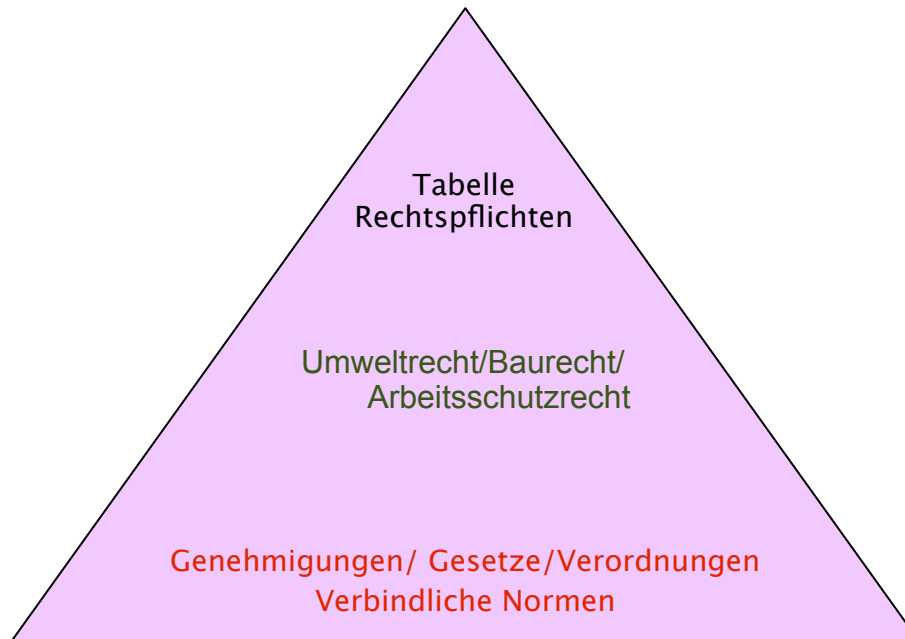 Tabelle
Rechtspflichten
Umweltrecht/Baurecht/
Arbeitsschutzrecht
Genehmigungen/ Gesetze/Verordnungen
Verbindliche Normen